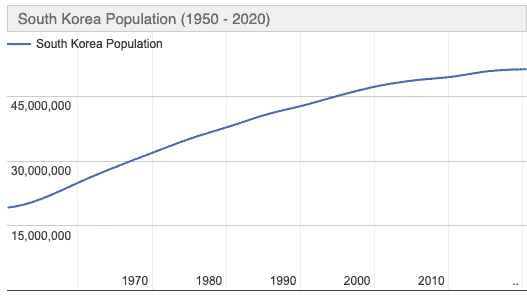 South Korea Population (1950 - 2020)
South Korea Population
45,000,000
30,000,000
15,000,000
1970 1980 1990 2000 2010 ..